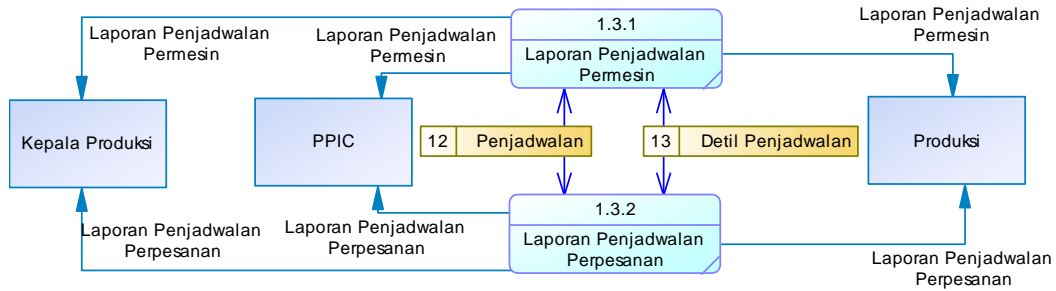 Laporan Penjadwalan
Permesin
Laporan Penjadwalan
Permesin
1.3.1
Laporan Penjadwalan
Permesin
Laporan Penjadwalan
Permesin
Kepala Produksi
PPIC
12 Penjadwalan
13 Detil Penjadwalan
Produksi
Laporan Penjadwalan
Perpesanan
Laporan Penjadwalan
Perpesanan
1.3.2
Laporan Penjadwalan
Perpesanan
Laporan Penjadwalan
Perpesanan